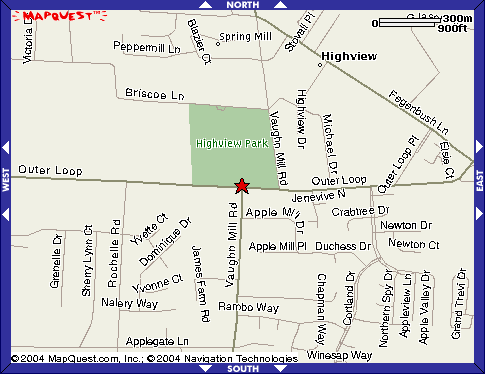 NORTH
MAPQUEST™
300m
900ft
Victoria
Blazier Ct
Spring Mill
Stovall Pl
Peppermill Ln
Highview
Briscoe Ln
Fegenbush Ln
Highview Park
Vaughn Mill Rd
Highview Dr
Michael Dr
Outer Loop Pl
Elsie Ct
Outer Loop
Outer Loop
WEST
EAST
Jenevive N
Apple Mill Dr
Crabtree Dr
Vaughn Mill Rd
Newton Dr
Yvette Ct
Dominique Dr
Apple Mill Pl
Duchess Dr
Newton Ct
Grenelle Dr
Sherry Lynn Ct
Rochelle Rd
Yvonne Ct
James Farm Rd
Nalery Way
Rambo Way
Chapman Way
Cortland Dr
Northern Spy Dr
Appleview Ln
Apple Valley Dr
Grand Trevi Dr
Applegate Ln
Winesap Way
©2004 MapQuest.com, Inc.; ©2004 Navigation Technologies
SOUTH